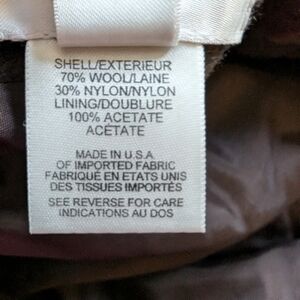 SHELL/EXTERIEUR
70% WOOL/LAINE
30% NYLON/NYLON
LINING/DOUBLURE
100% ACETATE
ACÉTATE
MADE IN U.S.A
OF IMPORTED FABRIC
FABRIQUÉ EN ETATS UNIS
DES TISSUES IMPORTÉS
SEE REVERSE FOR CARE
INDICATIONS AU DOS